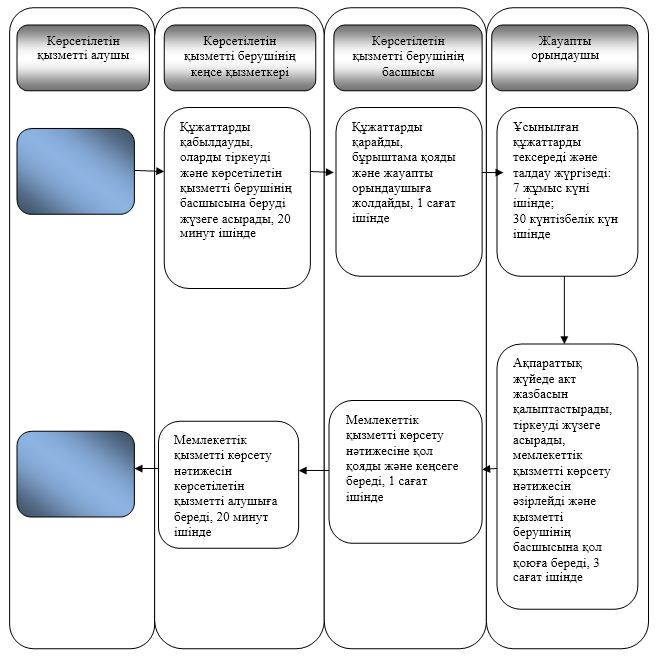 Көрсетілетін
қызметті алушы
Көрсетілетін
қызметті берушінің
кеңсе қызметкері
Көрсетілетін
қызметті берушінің
басшысы
Жауапты
орындаушы
Құжаттарды
қабылдауды,
оларды тіркеуді
және көрсетілетін
қызметті берушінің
басшысына беруді
жүзеге асырады, 20
минут ішінде
Құжаттарды
қарайды,
бұрыштама қояды
және жауапты
орындаушыға
жолдайды, 1 сағат
ішінде
Ұсынылған
құжаттарды
тексереді және
талдау жүргізеді:
7 жұмыс күні
ішінде;
30 күнтізбелік күн
ішінде
Ақпараттық
жүйеде акт
жазбасын
қалыптастырады,
тіркеуді жүзеге
асырады,
мемлекеттік
қызметті көрсету
нәтижесін
әзірлейді және
қызметті
берушінің
басшысына қол
қоюға береді, 3
сағат ішінде
Мемлекеттік
қызметті көрсету
нәтижесіне қол
қояды және кеңсеге
береді, 1 сағат
ішінде
Мемлекеттік
қызметті көрсету
нәтижесін
көрсетілетін
қызметті алушыға
береді, 20 минут
ішінде